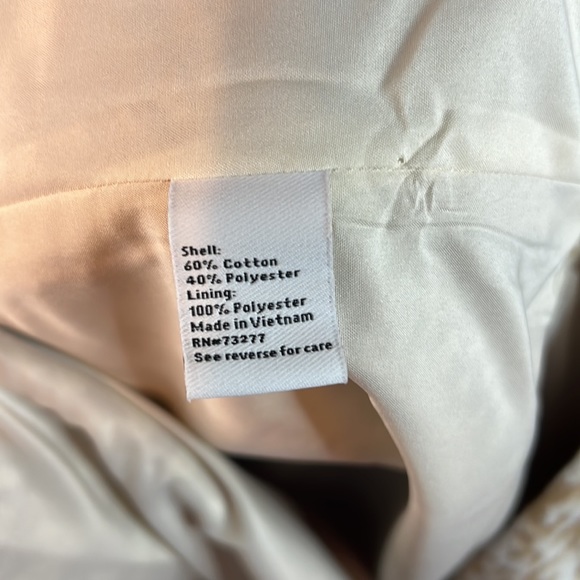 Shell:
60% Cotton
40% Polyester
Lining:
100% Polyester
Made in Vietnam
RN#73277
See reverse for care